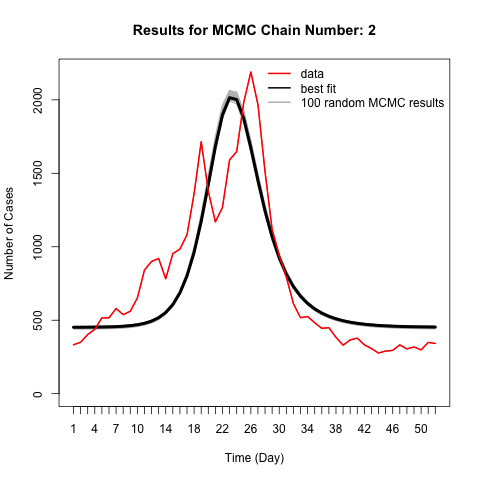 Results for MCMC Chain Number: 2
data
best fit
100 random MCMC results
Number of Cases
2000
1500
1000
500
0
1 4 7 10 14 18 22 26 30 34 38 42 46 50
Time (Day)